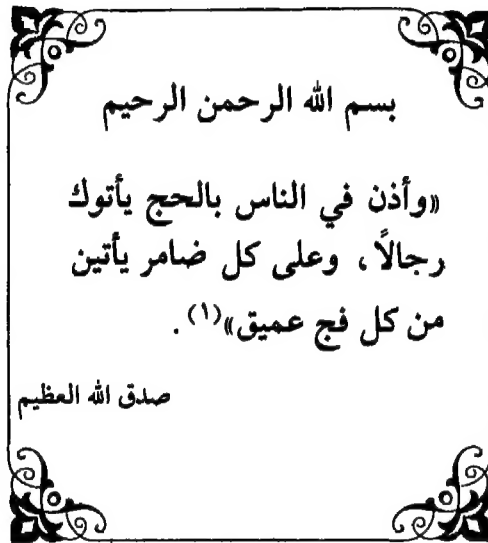 بسم الله الرحمن الرحيم
«وأذن في الناس بالحج يأتوك
رجالاً، وعلى كل ضامر يأتين
من كل فج عميق»(١).
صدق الله العظيم